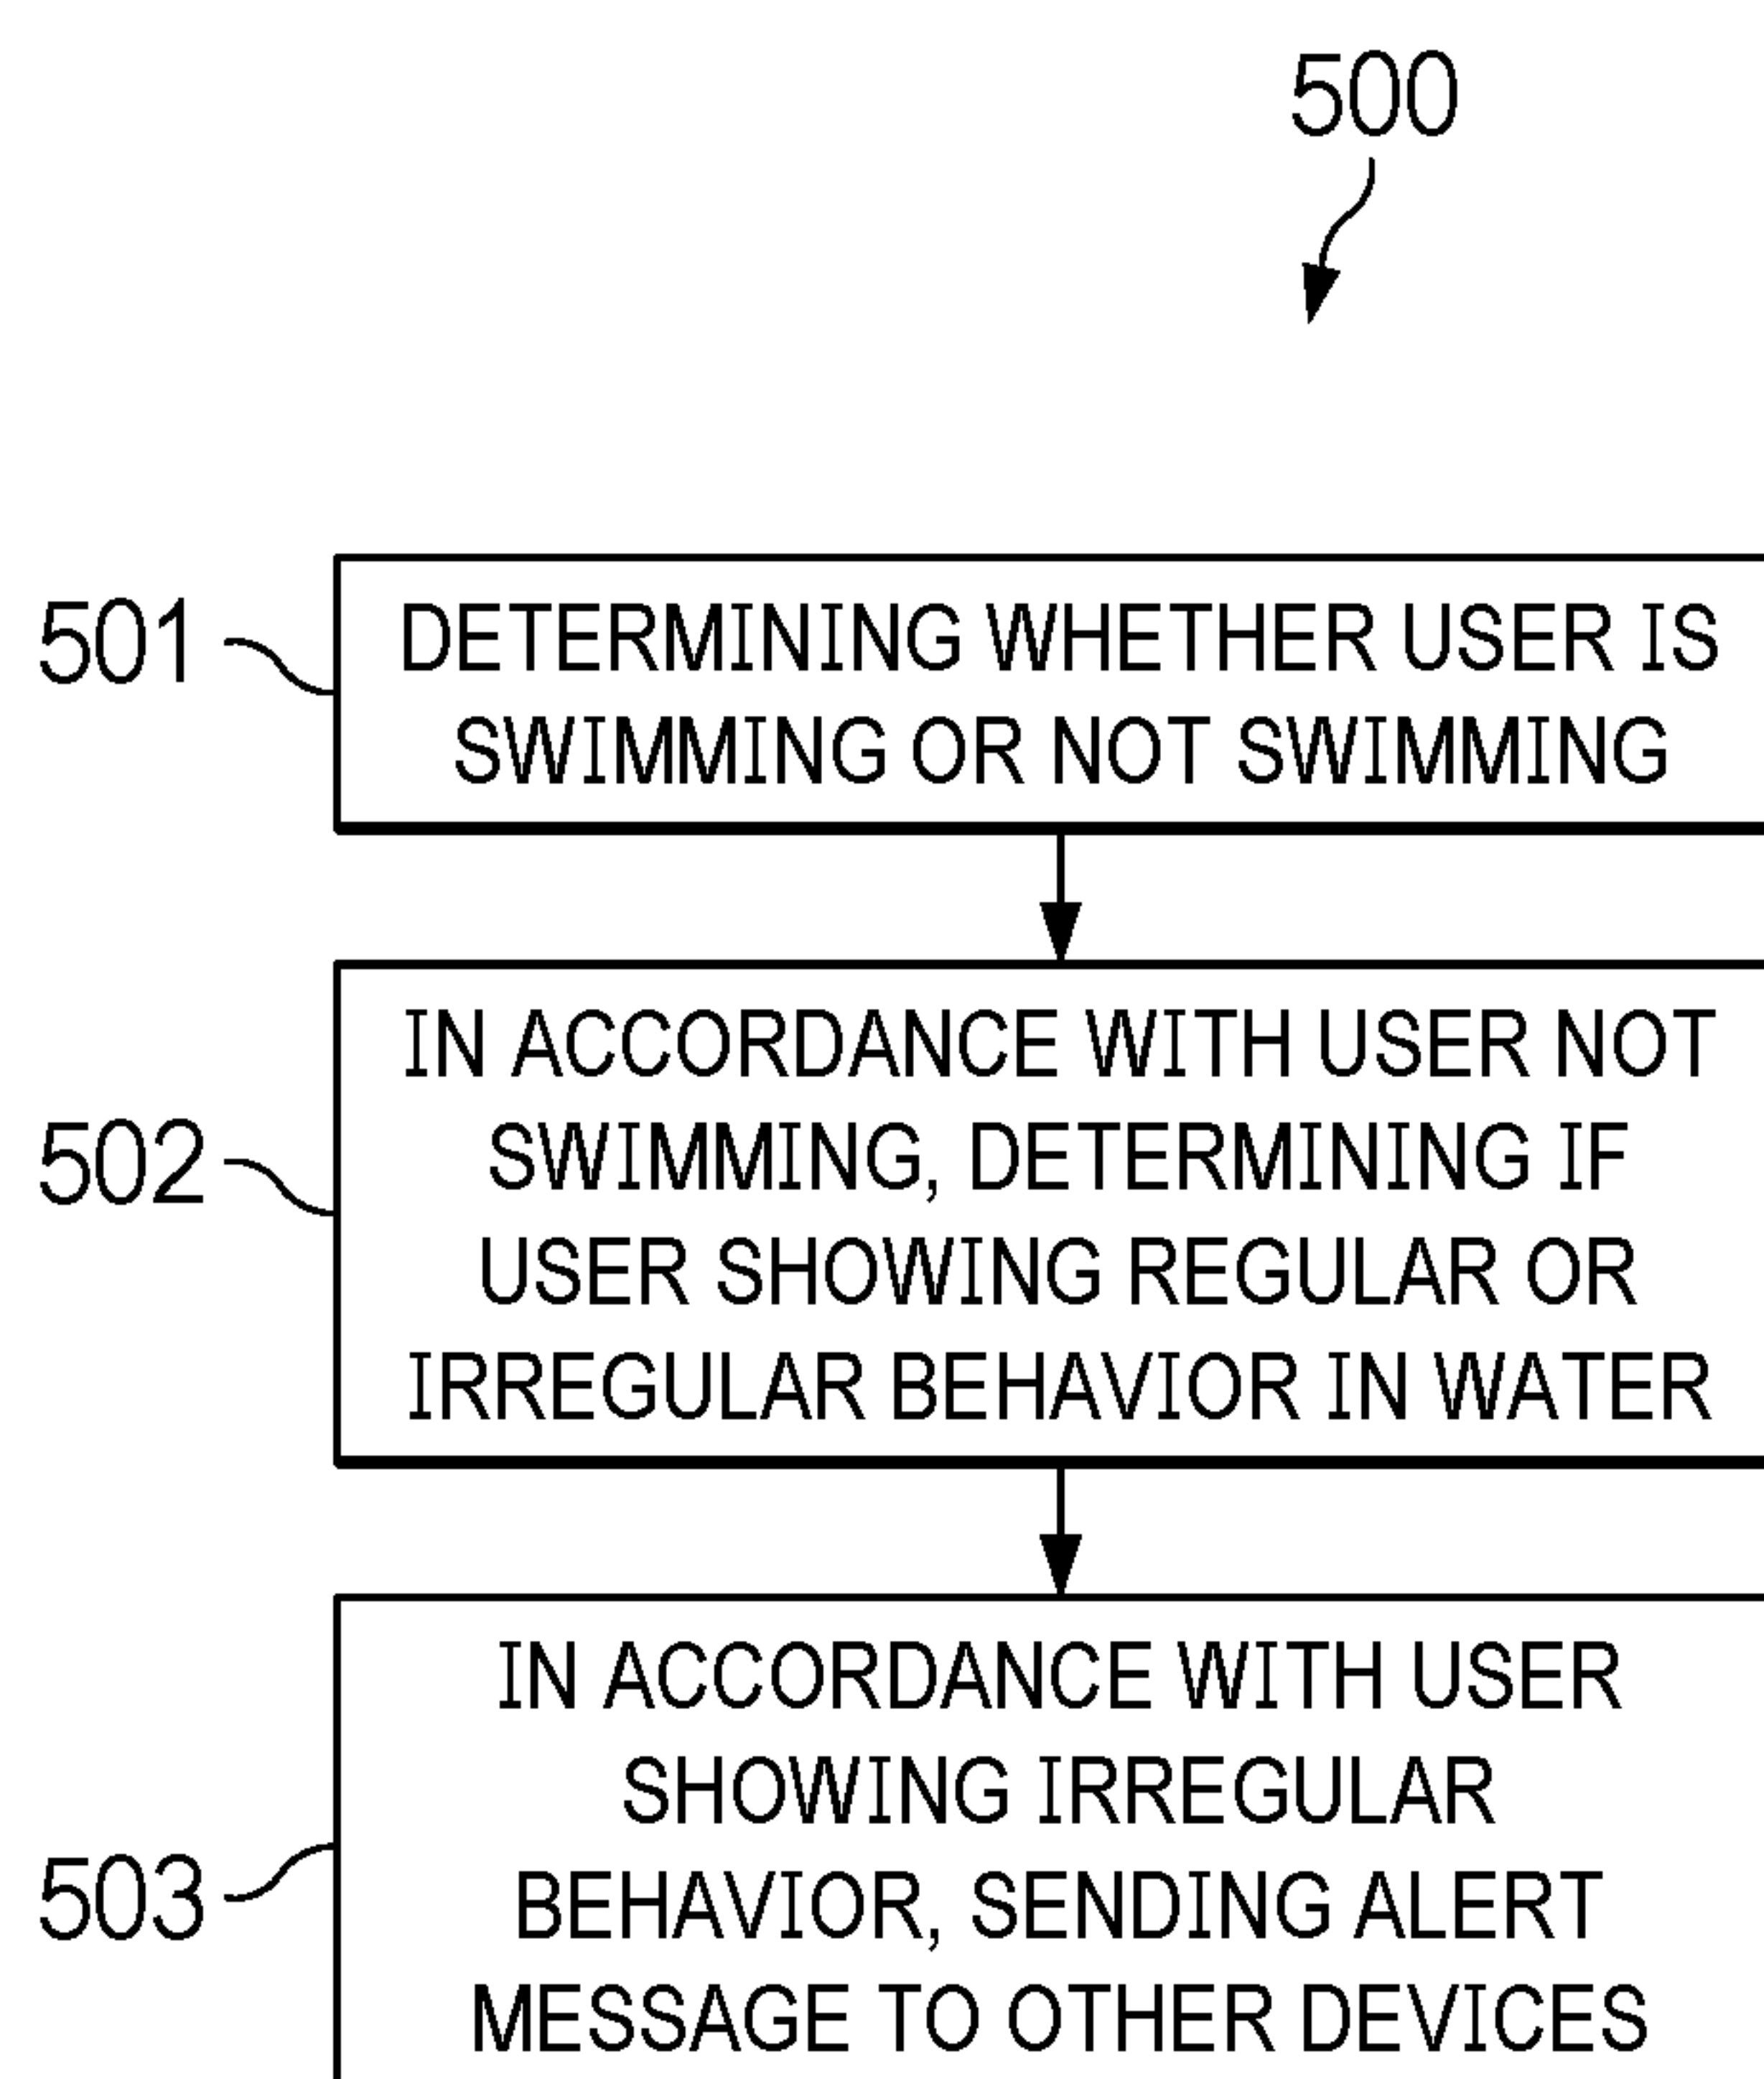 500
501
DETERMINING WHETHER USER IS
SWIMMING OR NOT SWIMMING
502
IN ACCORDANCE WITH USER NOT
SWIMMING, DETERMINING IF
USER SHOWING REGULAR OR
IRREGULAR BEHAVIOR IN WATER
503
IN ACCORDANCE WITH USER
SHOWING IRREGULAR
BEHAVIOR, SENDING ALERT
MESSAGE TO OTHER DEVICES